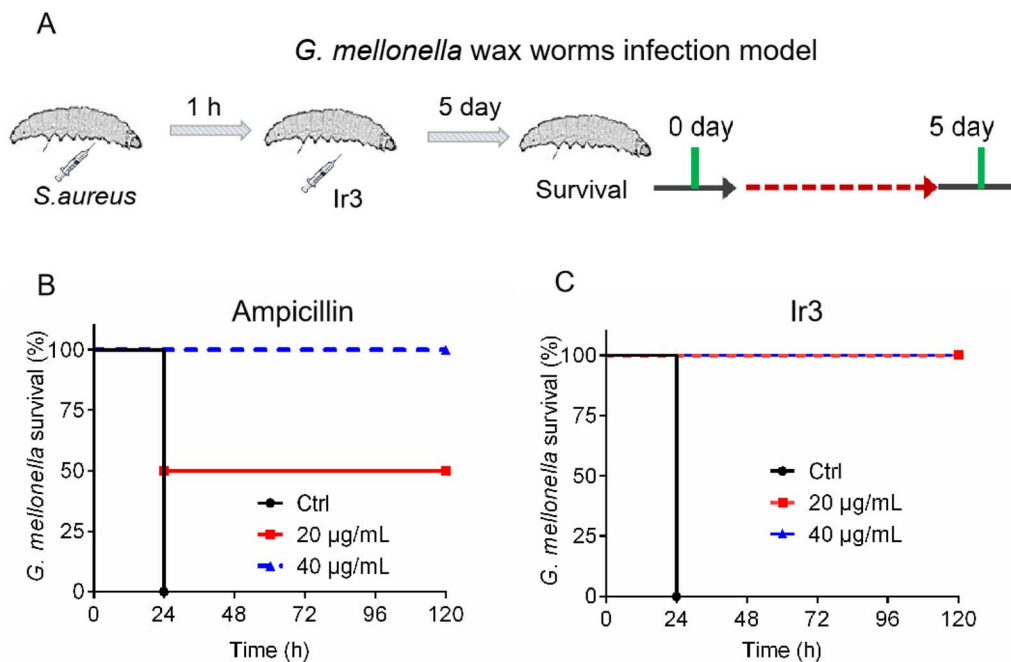 A
G. mellonella wax worms infection model
1 h
5 day
0 day
5 day
S.aureus
Ir3
Survival
B
Ampicillin
G. mellonella survival (%)
100
75
50
25
0
Ctrl
20 µg/mL
40 µg/mL
0 24 48 72 96 120
Time (h)
C
Ir3
G. mellonella survival (%)
100
75
50
25
0
Ctrl
20 µg/mL
40 µg/mL
0 24 48 72 96 120
Time (h)